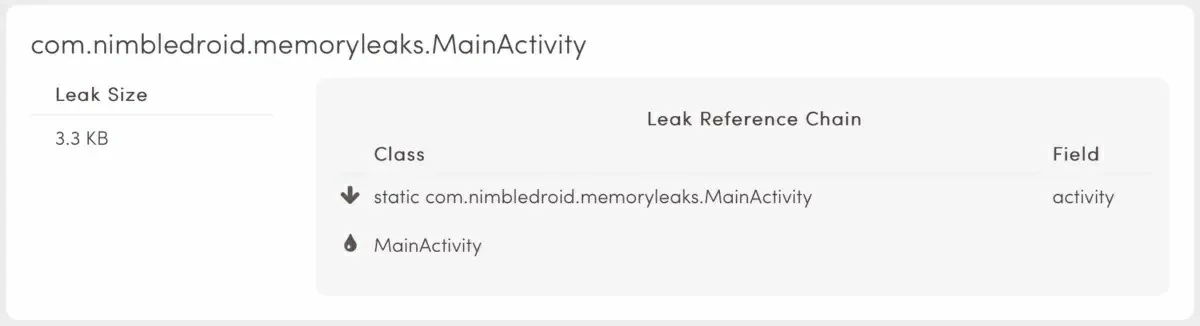 com.nimbledroid.memoryleaks.MainActivity
Leak Size
3.3 KB
Leak Reference Chain
Class Field
static com.nimbledroid.memoryleaks.MainActivity activity
MainActivity